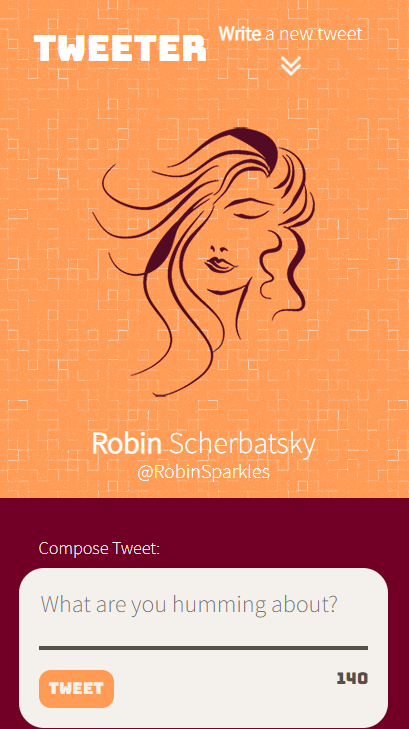 TWEETER
Write a new tweet
Robin Scherbatsky
@RobinSparkles
Compose Tweet:
What are you humming about?
TWEET
140